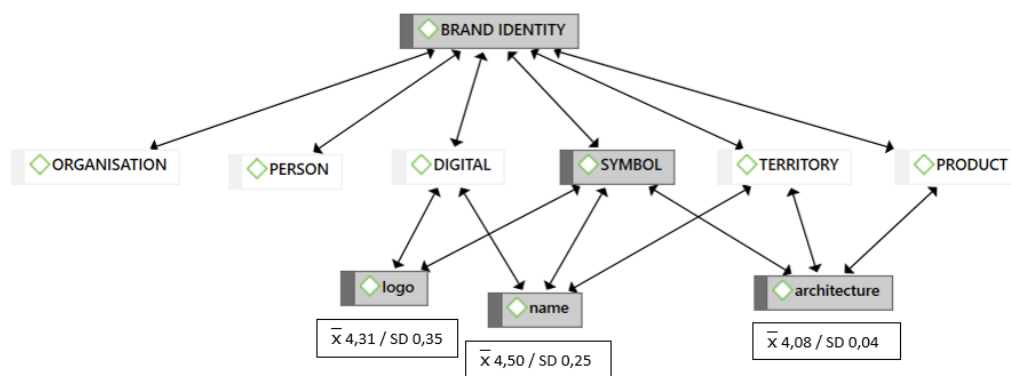 BRAND IDENTITY
ORGANISATION
PERSON
DIGITAL
SYMBOL
TERRITORY
PRODUCT
logo
name
architecture
x̅ 4,31 / SD 0,35
x̅ 4,50 / SD 0,25
x̅ 4,08 / SD 0,04